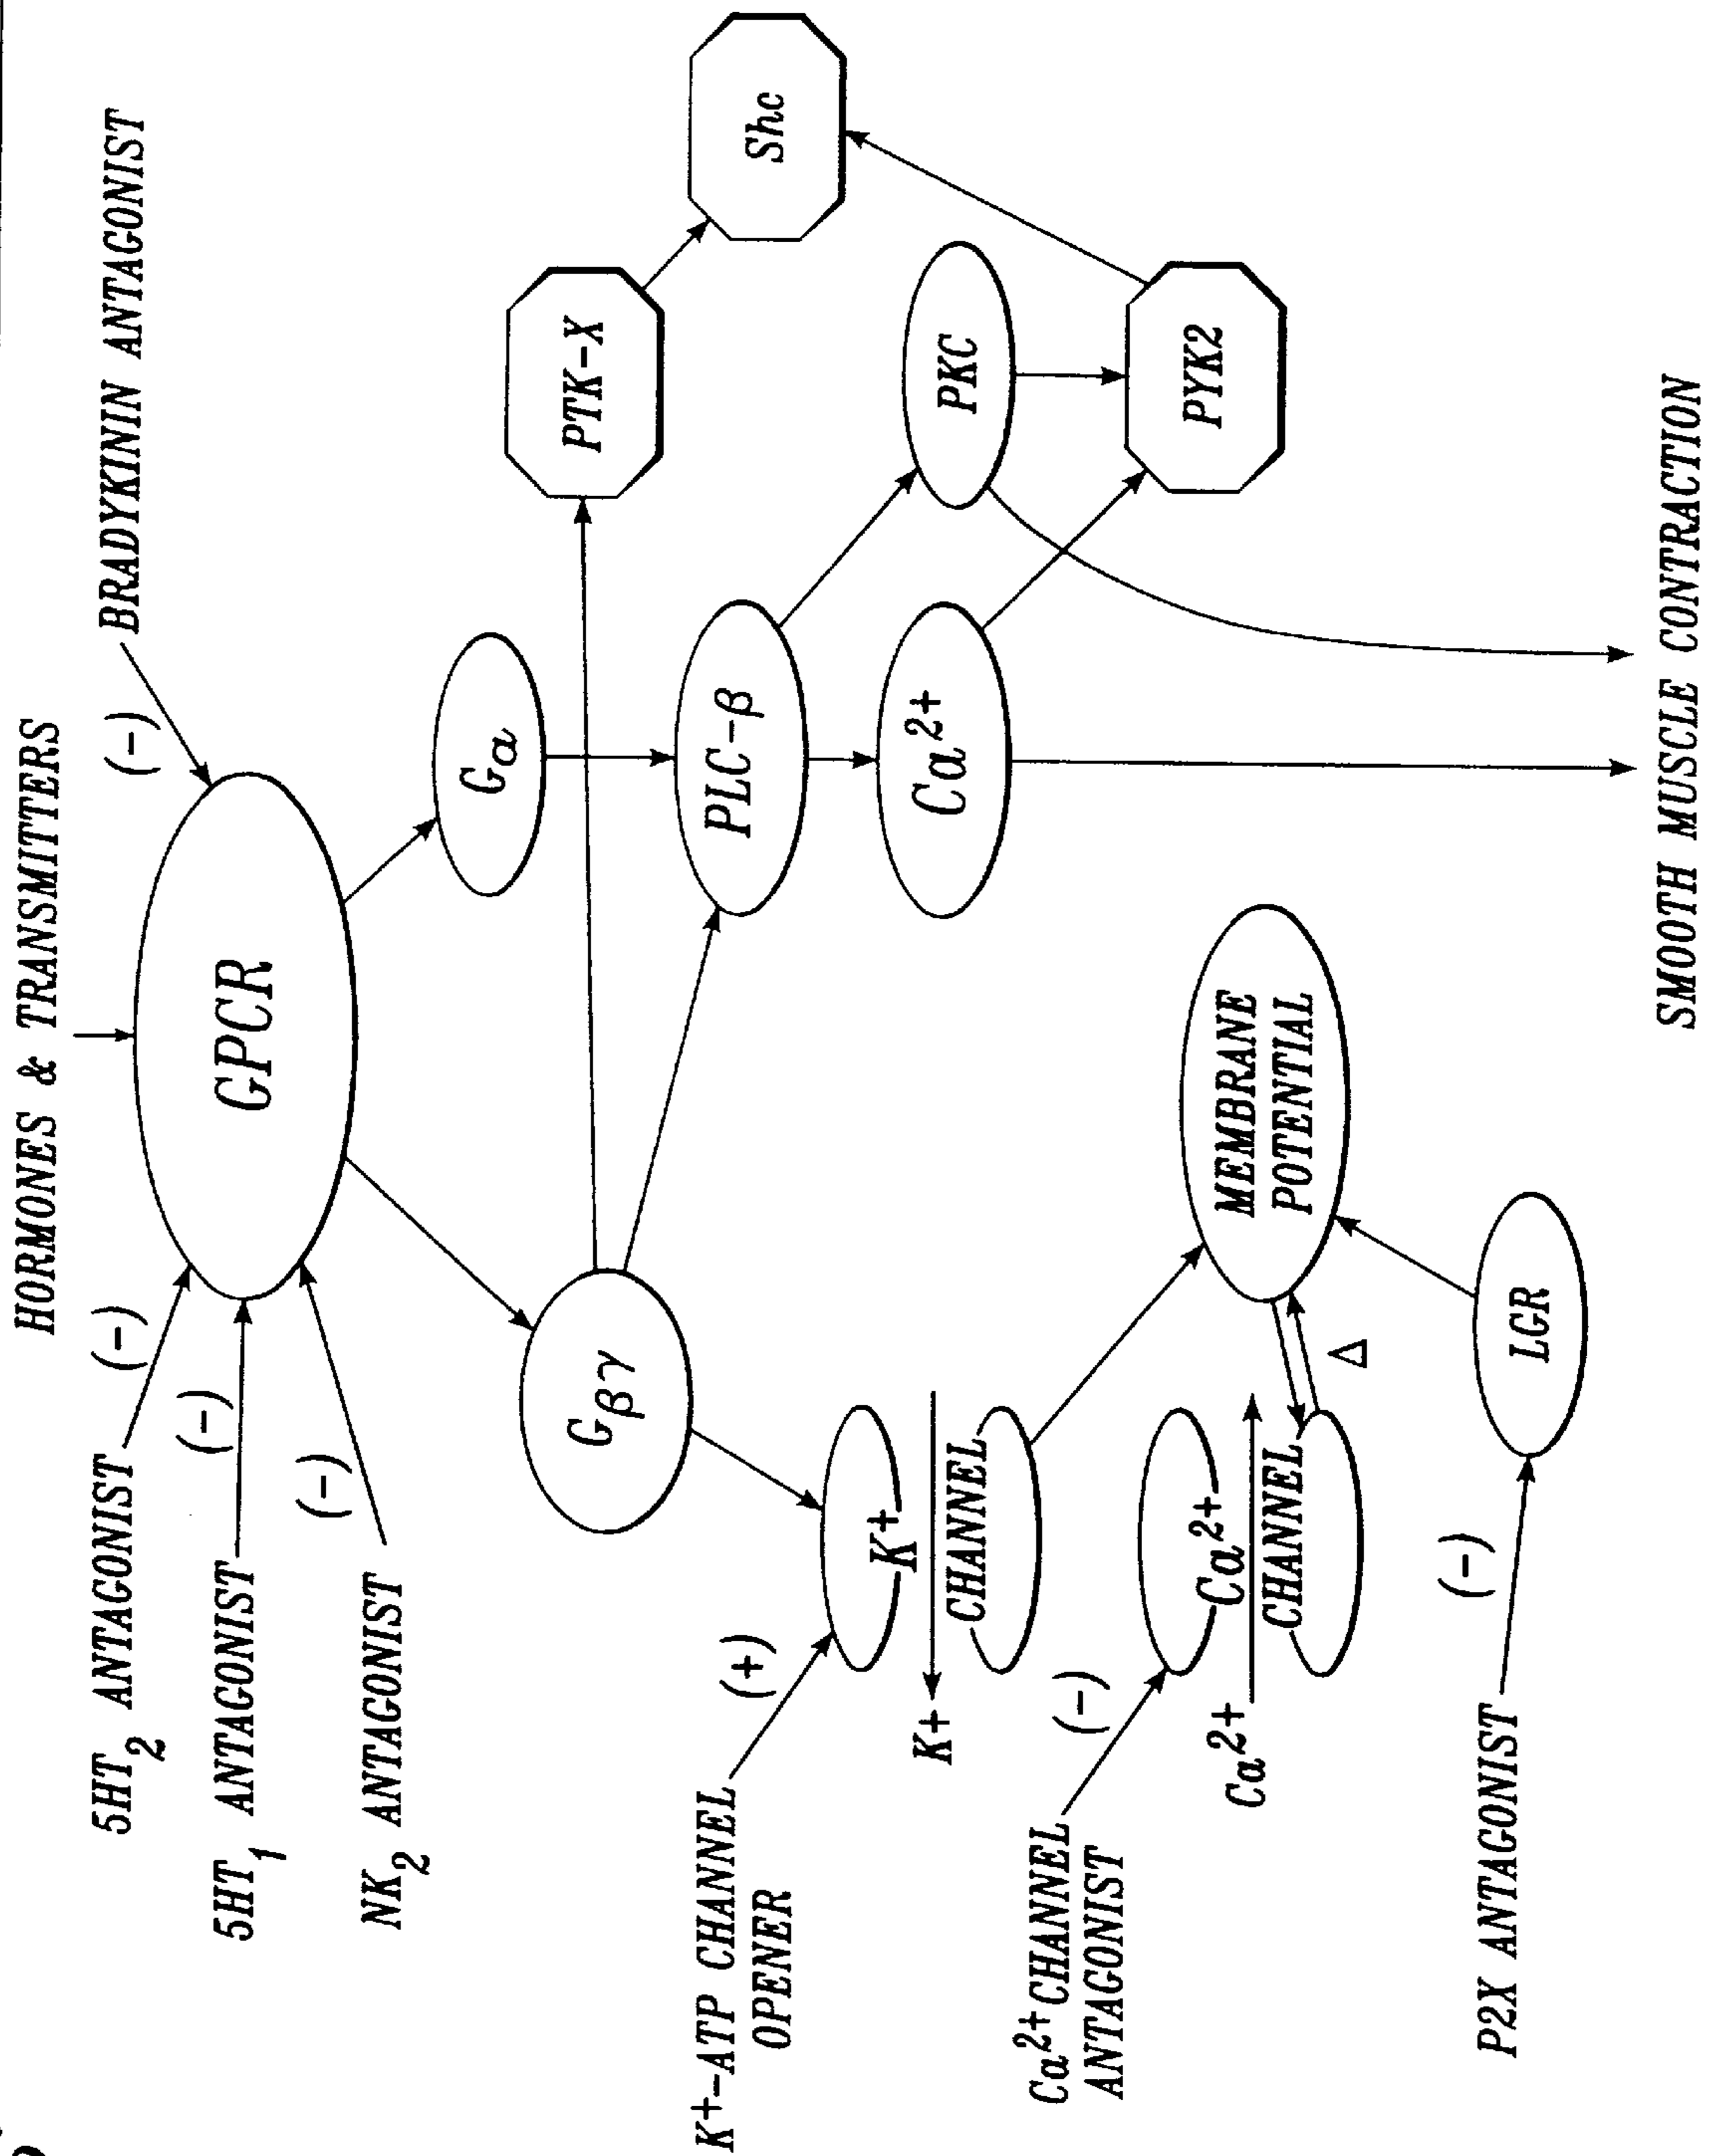 HORMONES & TRANSMITTERS
5HT2 ANTAGONIST
(-)
(-)
BRADYKININ ANTAGONIST
5HT1 ANTAGONIST
(-)
GPCR
NK2 ANTAGONIST
(-)
Gα
Gβγ
PTK-X
K+-ATP CHANNEL
OPENER
(+)
PLC-β
Shc
K+
CHANNEL
K+
Ca2+
PKC
Ca2+ CHANNEL
ANTAGONIST
(-)
Ca2+
Ca2+
CHANNEL
Δ
MEMBRANE
POTENTIAL
PYK2
P2X ANTAGONIST
(-)
LGR
SMOOTH MUSCLE CONTRACTION